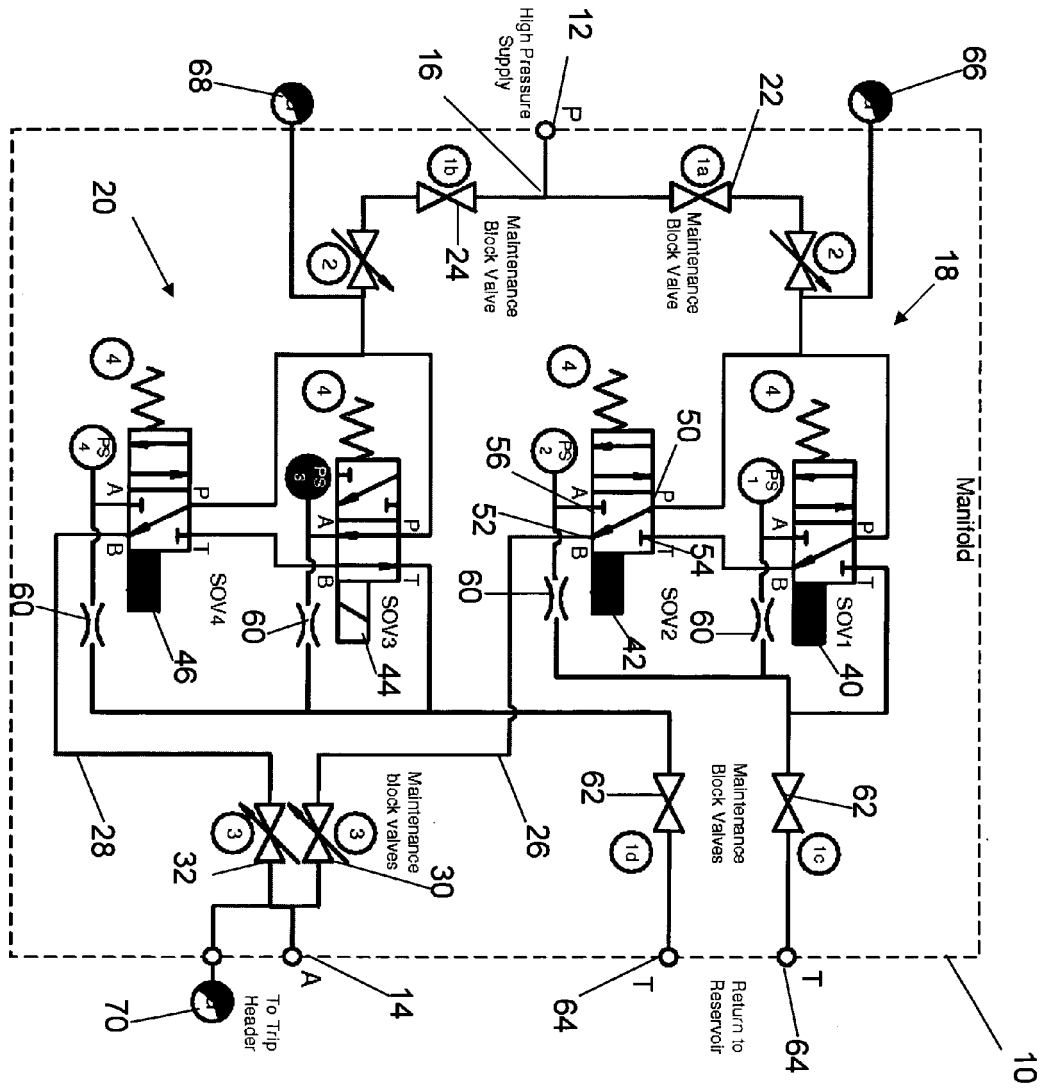 10
66
Manifold
18
2
SOV1
40
4
PS
1
A
B
P
T
60
62
1c
T
64
22
1a
Maintenance
Block Valve
Maintenance
Block Valves
Return to
Reservoir
50
54
P
T
A
B
56
52
4
PS
2
SOV2
42
60
62
1d
T
64
12
High Pressure
Supply
P
16
1b
24
Maintenance
Block Valve
26
2
4
P
T
A
B
PS
3
SOV3
44
60
Maintenance
block valves
3
30
3
32
A
14
68
20
4
P
T
A
B
PS
4
SOV4
46
60
28
To Trip
Header
70